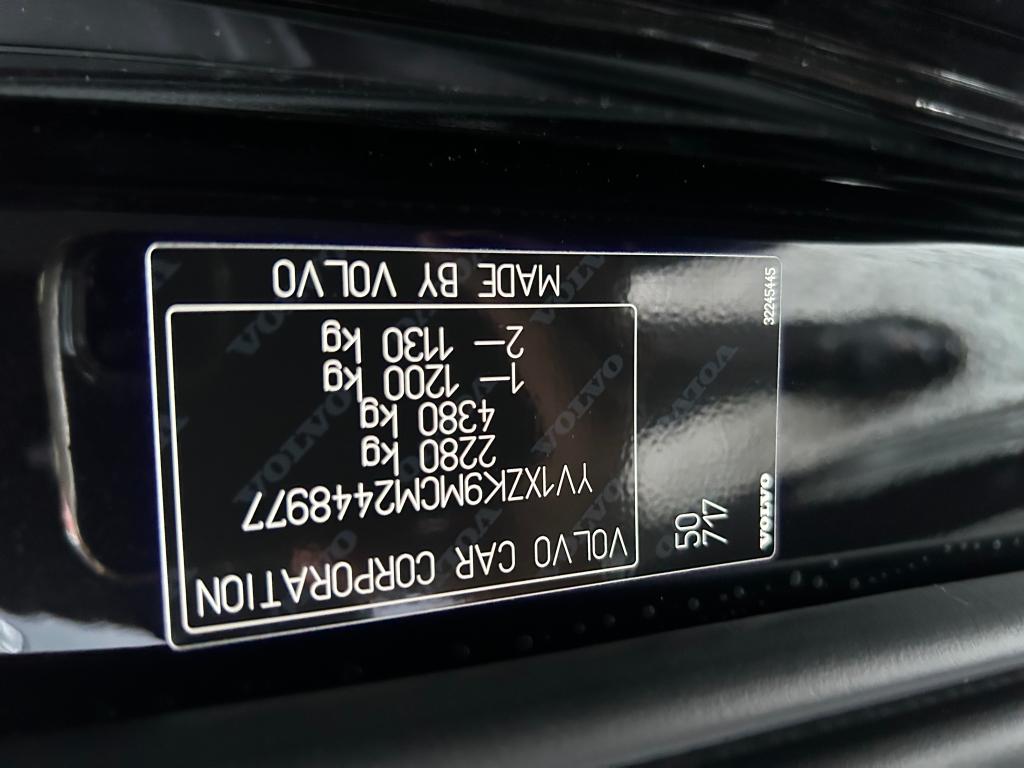 VOLVO CAR CORPORATION
YV1XZK9MCM2448977
2280 kg
4380 kg
1— 1200 kg
2— 1130 kg
MADE BY VOLVO
50
717
VOLVO
32245445